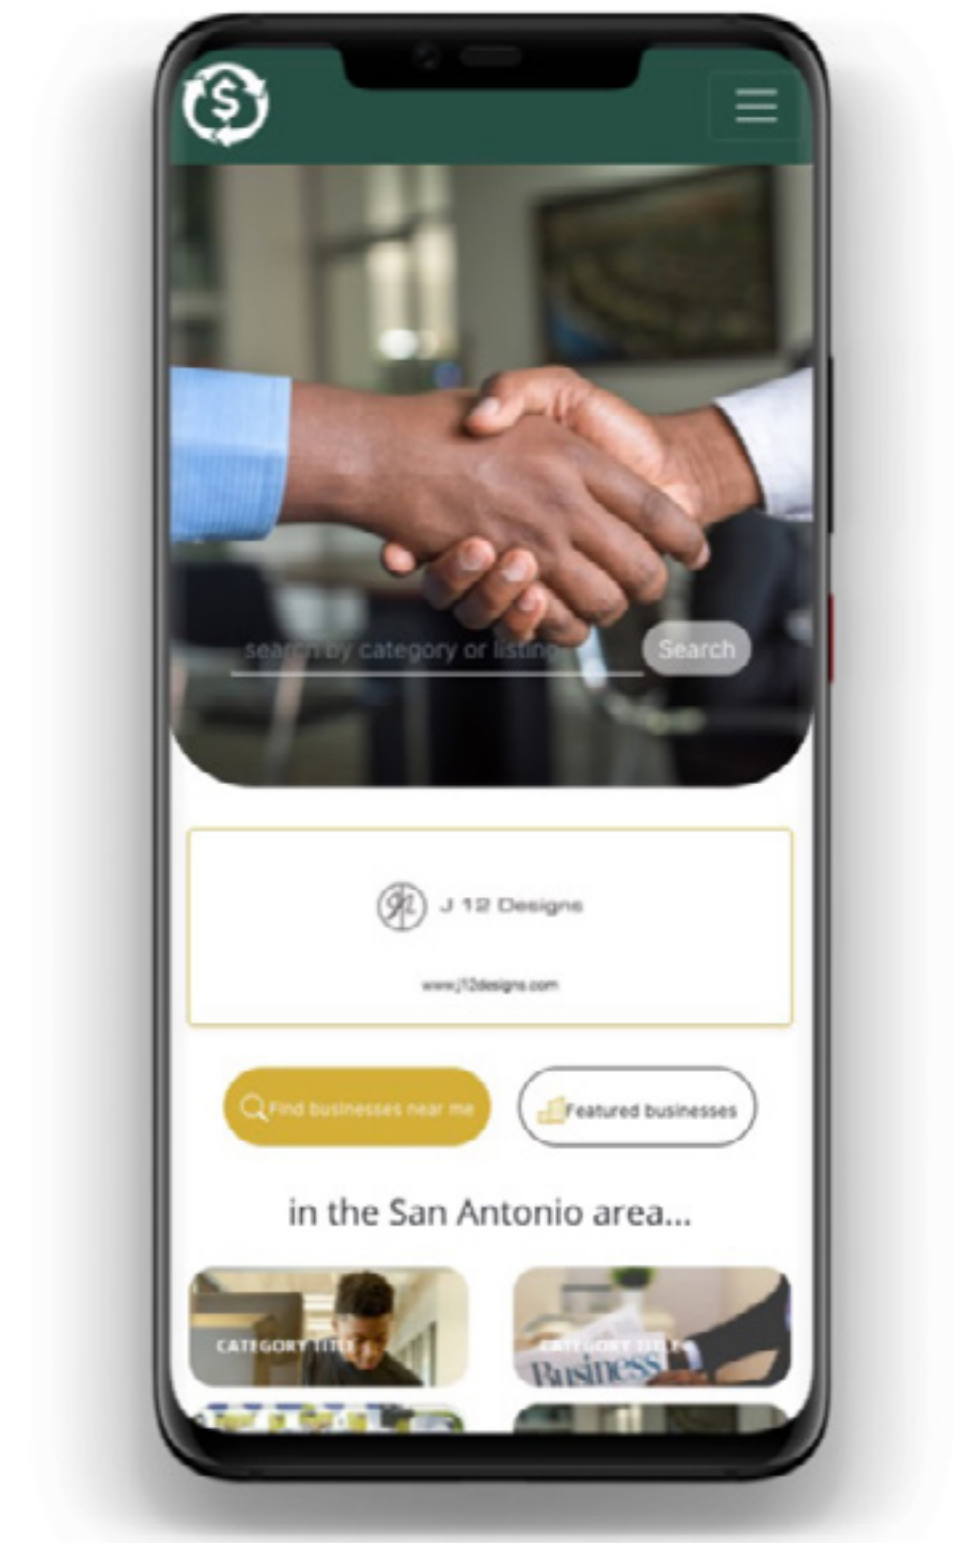 $
search by category or listing
Search
J 12 Designs
www.j12designs.com
Find businesses near me
Featured businesses
in the San Antonio area...
CATEGORY TITLE
CATEGORY TITLE
Business